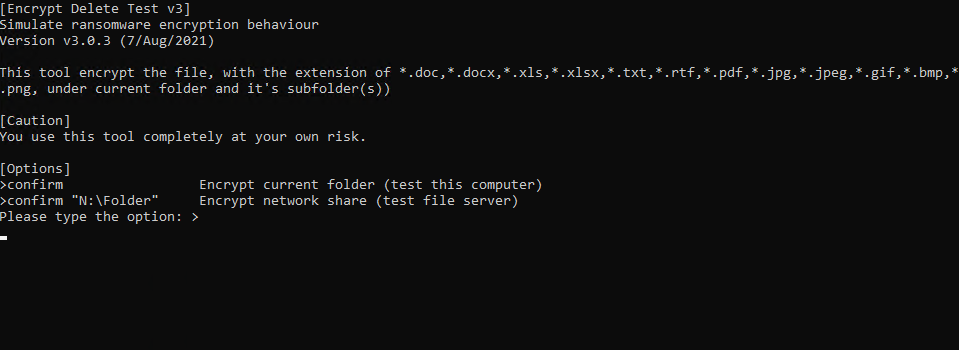 [Encrypt Delete Test v3]
Simulate ransomware encryption behaviour
Version v3.0.3 (7/Aug/2021)
This tool encrypt the file, with the extension of *.doc,*.docx,*.xls,*.xlsx,*.txt,*.rtf,*.pdf,*.jpg,*.jpeg,*.gif,*.bmp,*
.png, under current folder and it's subfolder(s))
[Caution]
You use this tool completely at your own risk.
[Options]
>confirm                 Encrypt current folder (test this computer)
>confirm "N:\Folder"     Encrypt network share (test file server)
Please type the option: >